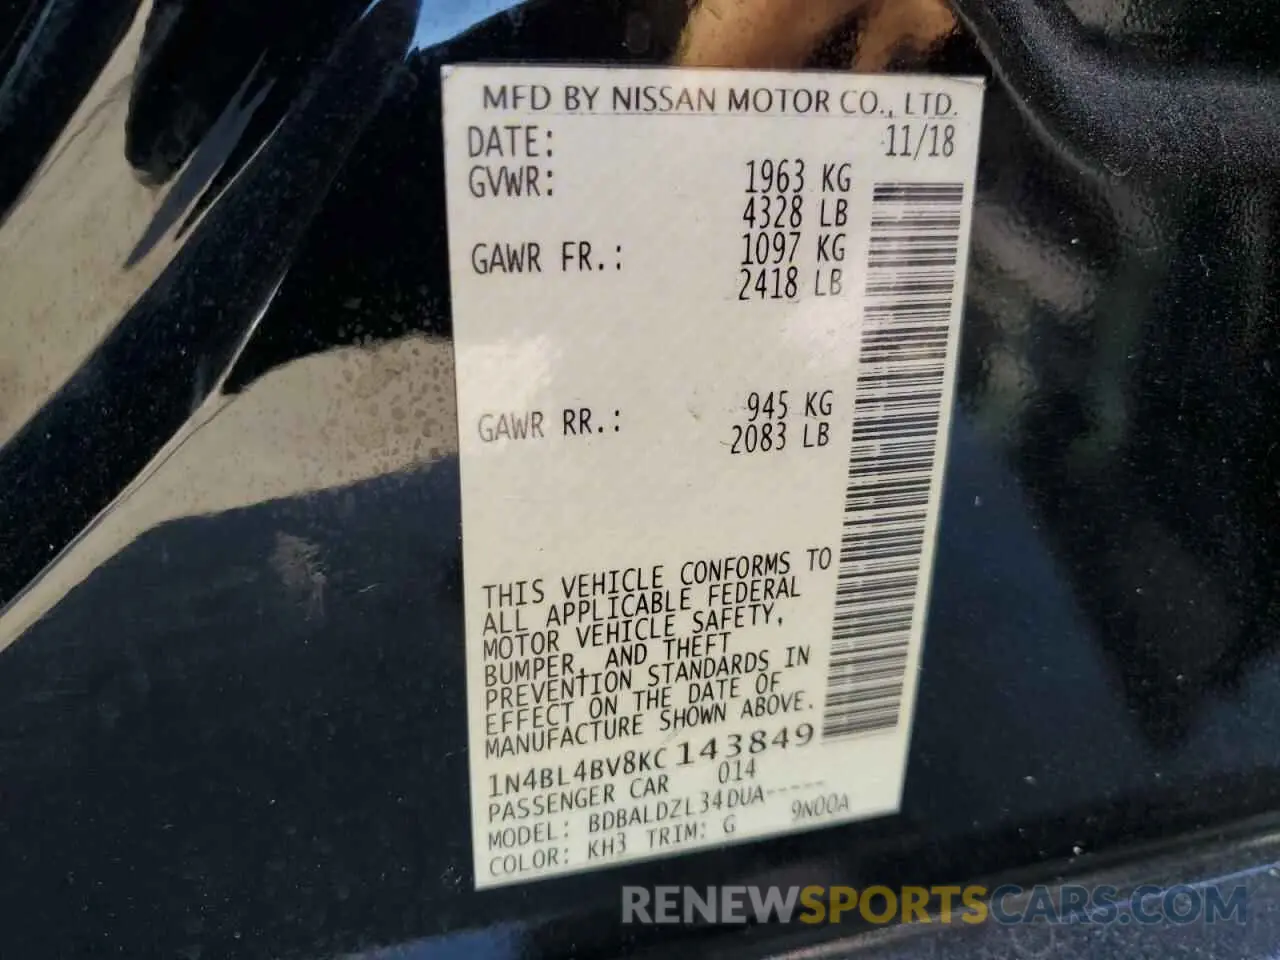 MFD BY NISSAN MOTOR CO., LTD.
DATE: 11/18
GVWR: 1963 KG
4328 LB
GAWR FR.: 1097 KG
2418 LB
GAWR RR.: 945 KG
2083 LB
THIS VEHICLE CONFORMS TO
ALL APPLICABLE FEDERAL
MOTOR VEHICLE SAFETY,
BUMPER, AND THEFT
PREVENTION STANDARDS IN
EFFECT ON THE DATE OF
MANUFACTURE SHOWN ABOVE.
1N4BL4BV8KC143849
PASSENGER CAR 014
MODEL: BDBALDZL34DUA-----
COLOR: KH3 TRIM: G 9N00A
RENEWSPORTSCARS.COM